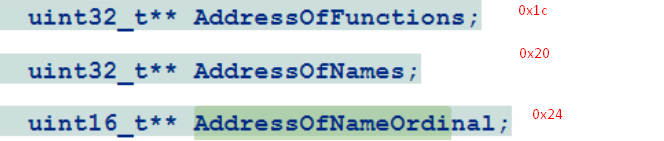 uint32_t** AddressOfFunctions; 0x1c
uint32_t** AddressOfNames; 0x20
uint16_t** AddressOfNameOrdinal; 0x24